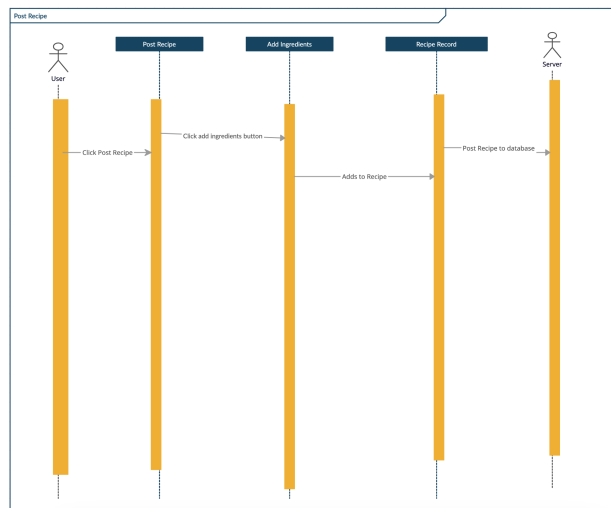 Post Recipe
Post Recipe
Add Ingredients
Recipe Record
User
Server
Click add ingredients button
Click Post Recipe
Post Recipe to database
Adds to Recipe